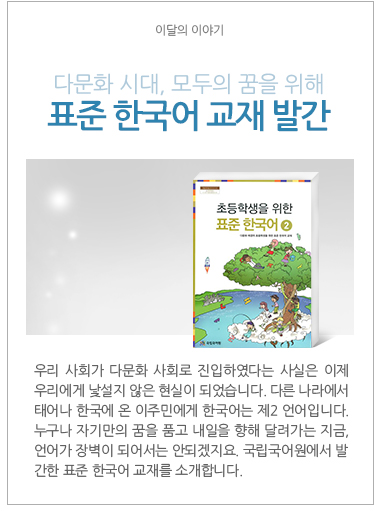 이달의 이야기
다문화 시대, 모두의 꿈을 위해
표준 한국어 교재 발간
초등학생을 위한
표준 한국어 2
국립국어원
우리 사회가 다문화 사회로 진입하였다는 사실은 이제
우리에게 낯설지 않은 현실이 되었습니다. 다른 나라에서
태어나 한국에 온 이주민에게 한국어는 제2 언어입니다.
누구나 자기만의 꿈을 품고 내일을 향해 달려가는 지금,
언어가 장벽이 되어서는 안되겠지요. 국립국어원에서 발
간한 표준 한국어 교재를 소개합니다.